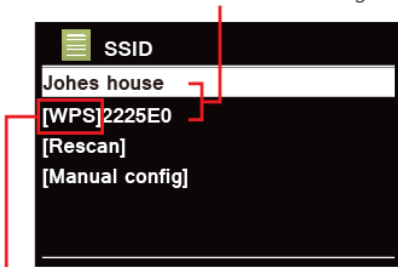 SSID
Johes house
[WPS]2225E0
[Rescan]
[Manual config]